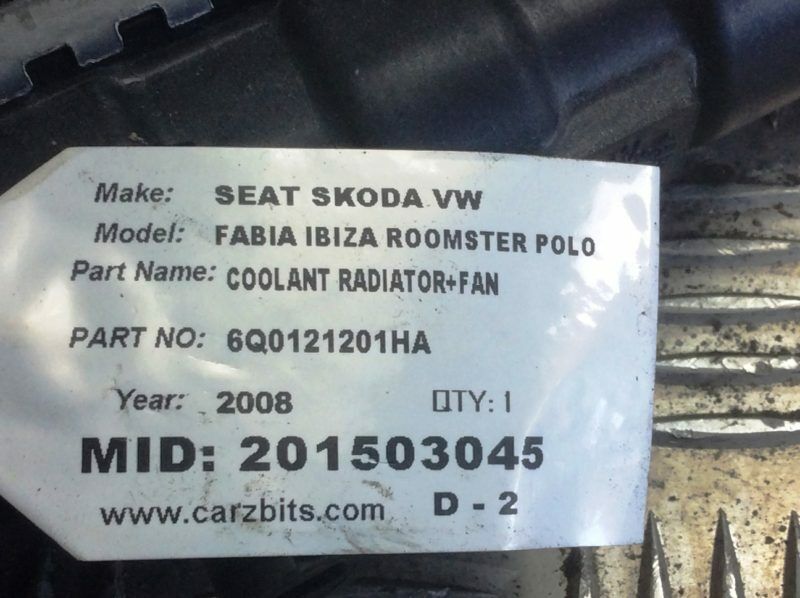 Make: SEAT SKODA VW
Model: FABIA IBIZA ROOMSTER POLO
Part Name: COOLANT RADIATOR+FAN
PART NO: 6Q0121201HA
Year: 2008 QTY: 1
MID: 201503045
www.carzbits.com D - 2